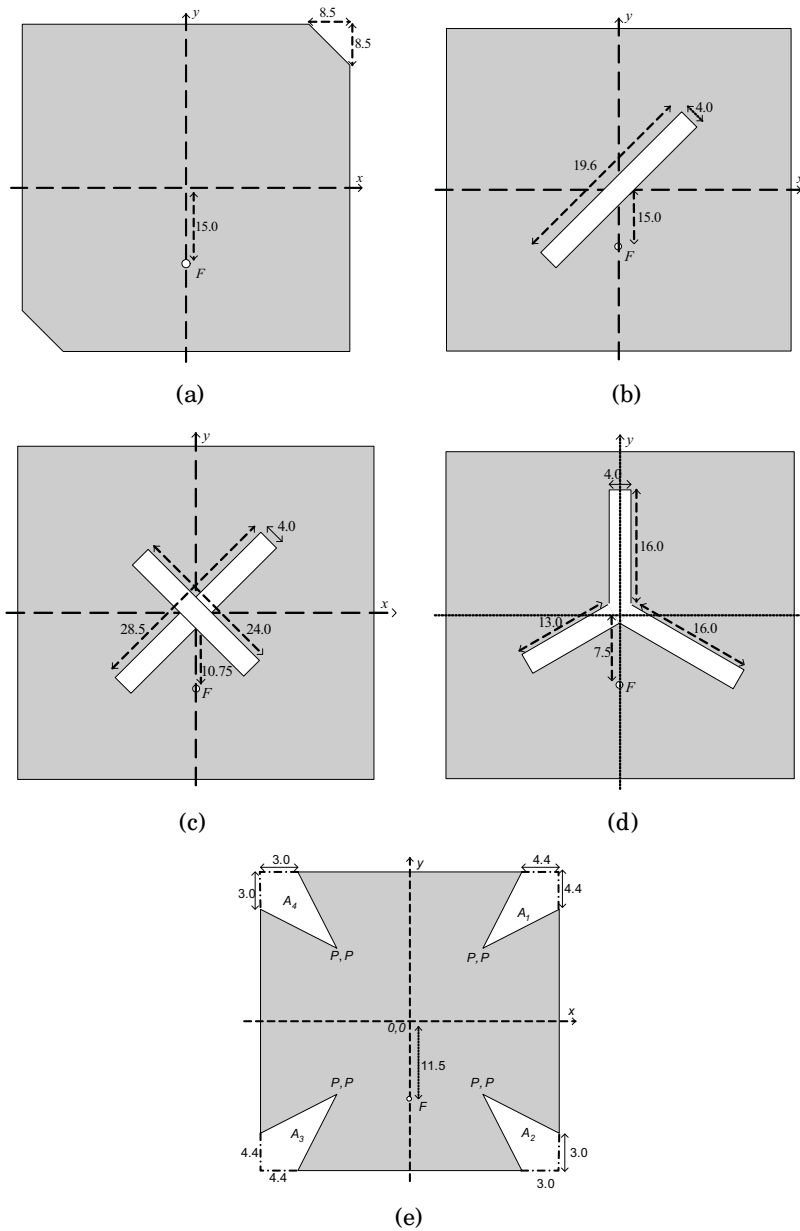 y
8.5
8.5
x
15.0
F
(a)
y
4.0
19.6
x
15.0
F
(b)
y
4.0
x
28.5
24.0
10.75
F
(c)
y
4.0
16.0
13.0
16.0
7.5
F
(d)
3.0
y
4.4
3.0
A4
A1
4.4
P, P
P, P
x
0,0
11.5
P, P
P, P
F
A3
A2
4.4
3.0
4.4
3.0
(e)